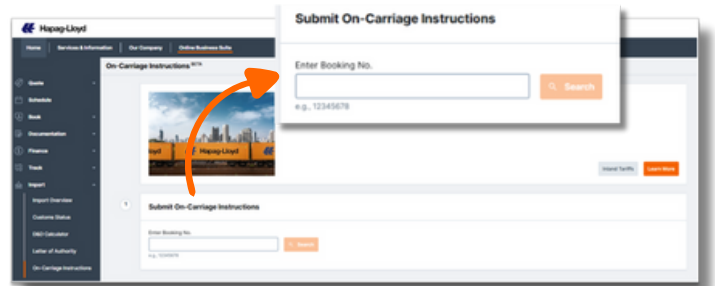 Hapag-Lloyd
Home
Services & Information
Our Company
Online Business Suite
On-Carriage Instructions BETA
Quote
Schedule
Book
Documentation
Finance
Track
Import
Import Overview
Customs Status
D&D Calculator
Letter of Authority
On-Carriage Instructions
Submit On-Carriage Instructions
Enter Booking No.
Search
e.g., 12345678
loyd Hapag-Lloyd
Inland Tariffs
Learn More
1
Submit On-Carriage Instructions
Enter Booking No.
Search
e.g., 12345678